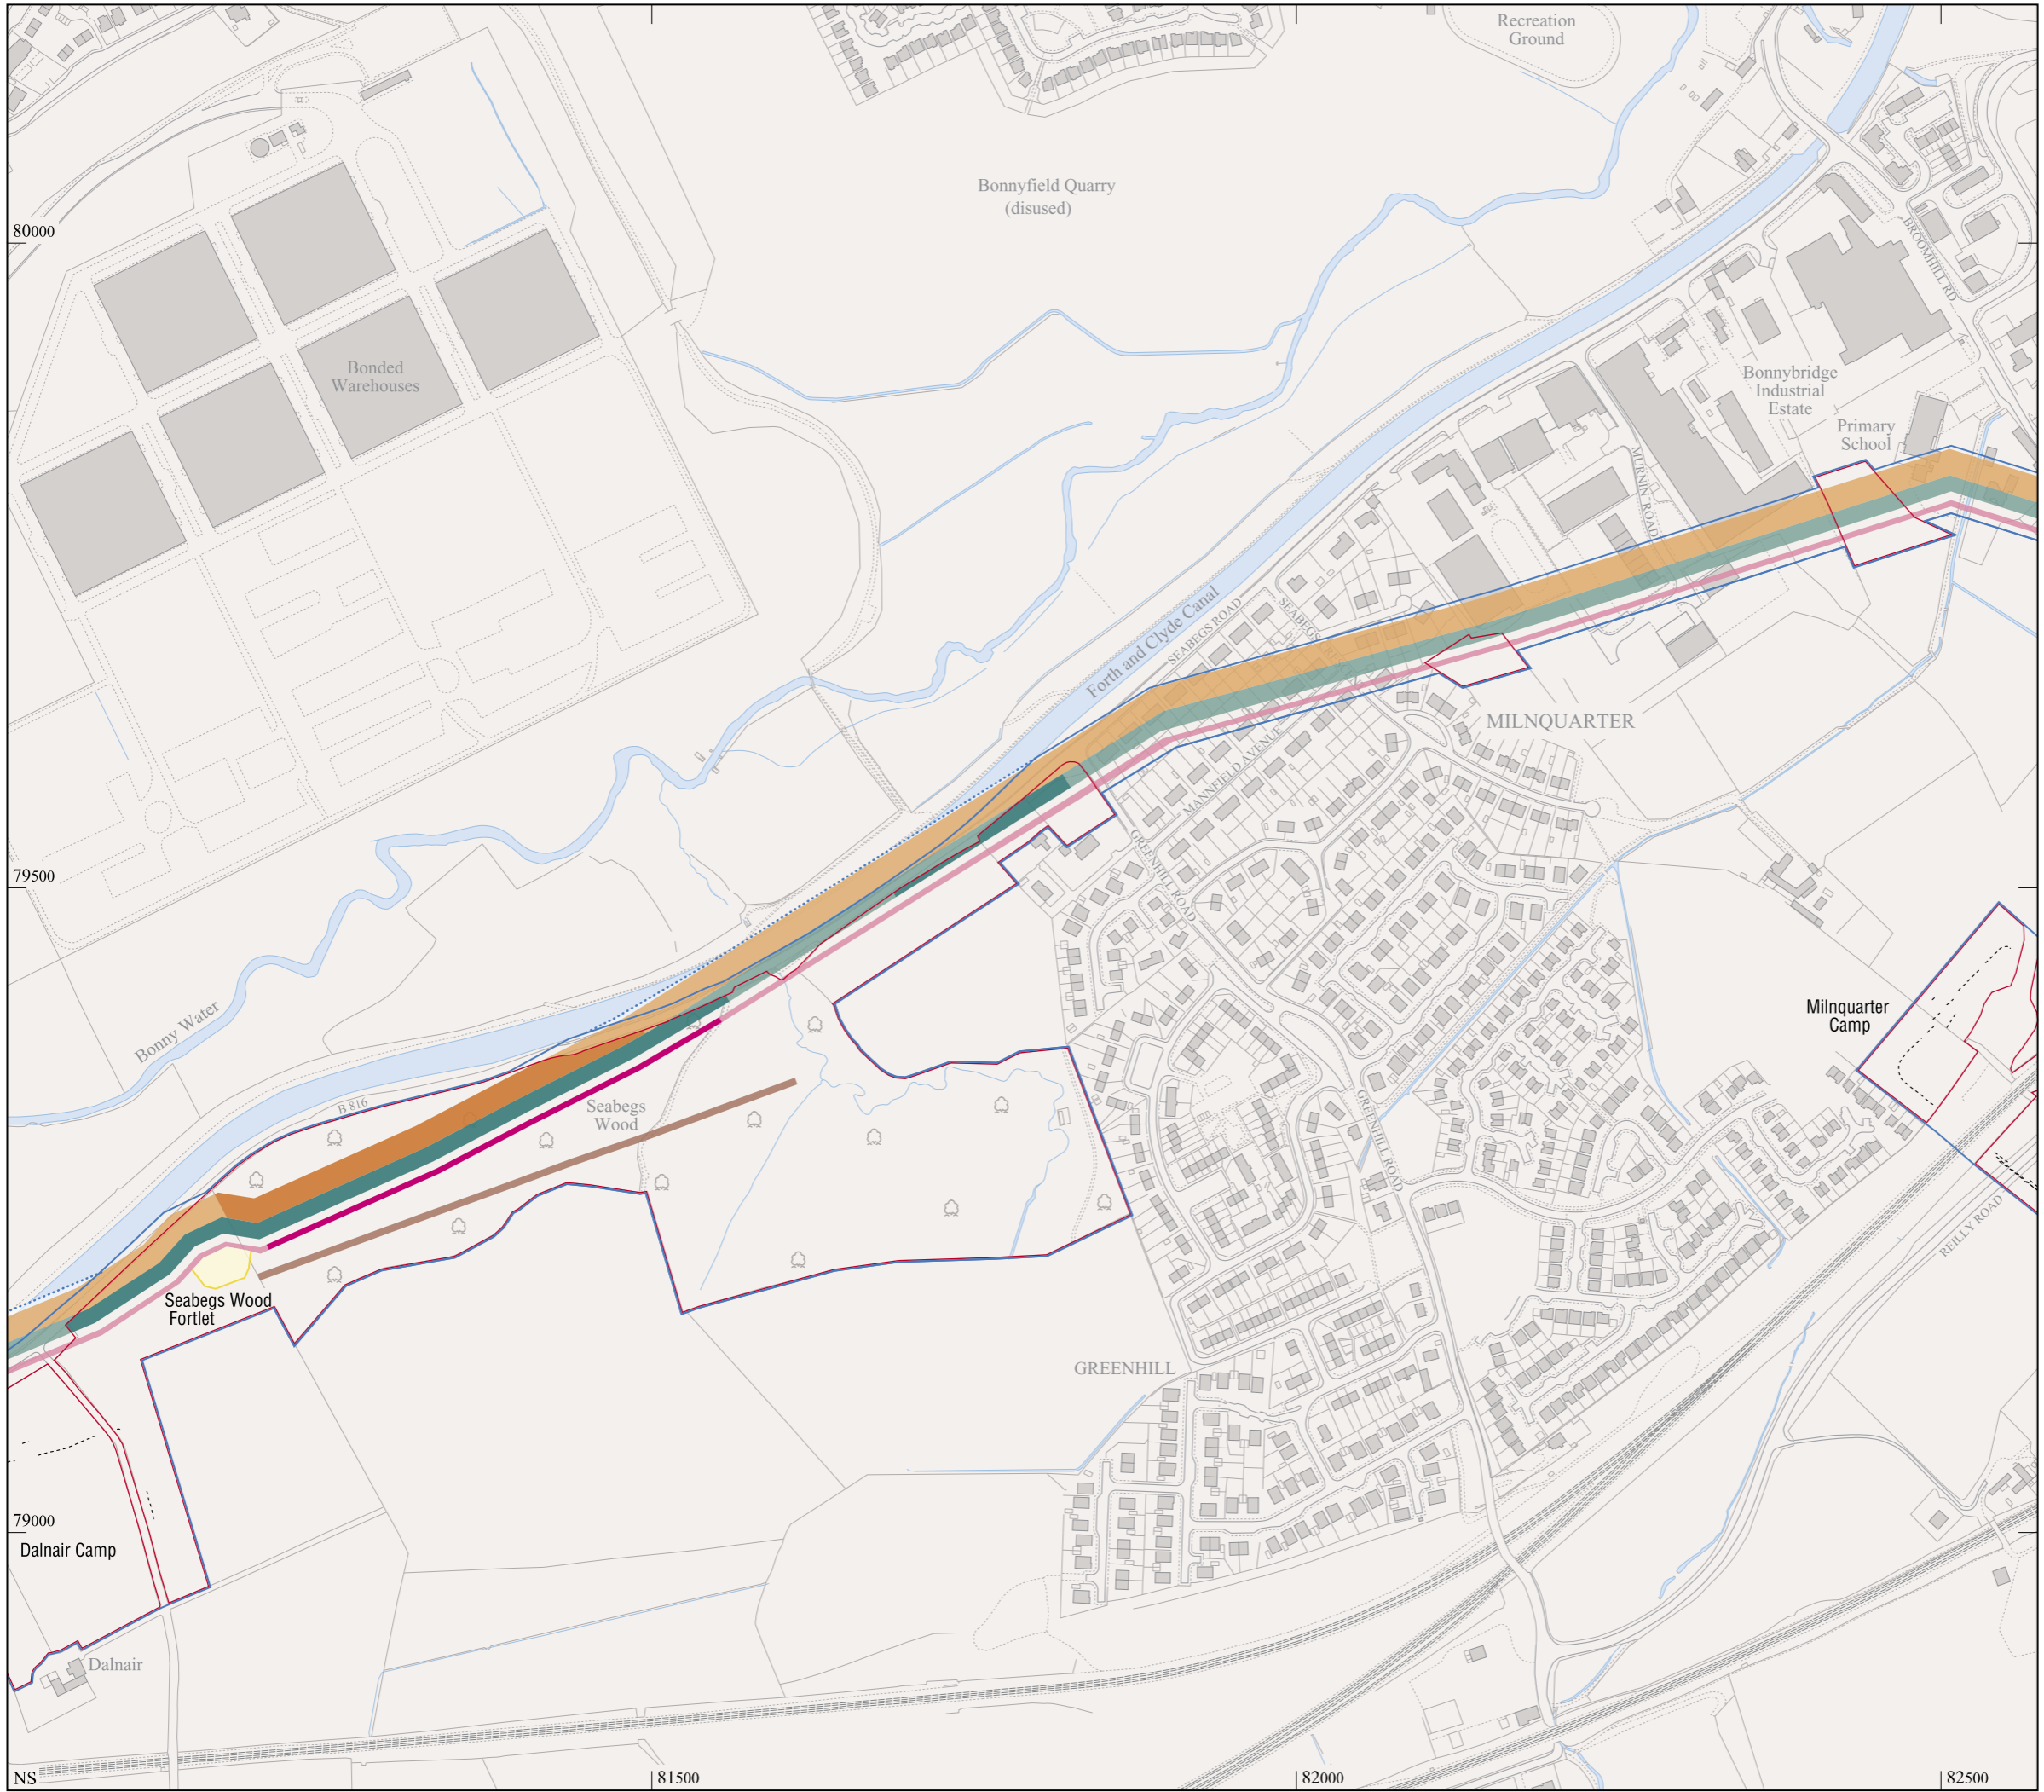 Recreation
Ground
Bonnyfield Quarry
(disused)
80000
BROOMHILL RD
Bonded
Warehouses
Bonnybridge
Industrial
Estate
Primary
School
MURNIN ROAD
Forth and Clyde Canal
SEABEGS ROAD
SEABEGS
MILNQUARTER
MANNFIELD AVENUE
79500
GREENHILL ROAD
Bonny Water
Milnquarter
Camp
B 816
Seabegs
Wood
GREENHILL ROAD
REILLY ROAD
Seabegs Wood
Fortlet
GREENHILL
79000
Dalnair Camp
Dalnair
NS
81500
82000
82500